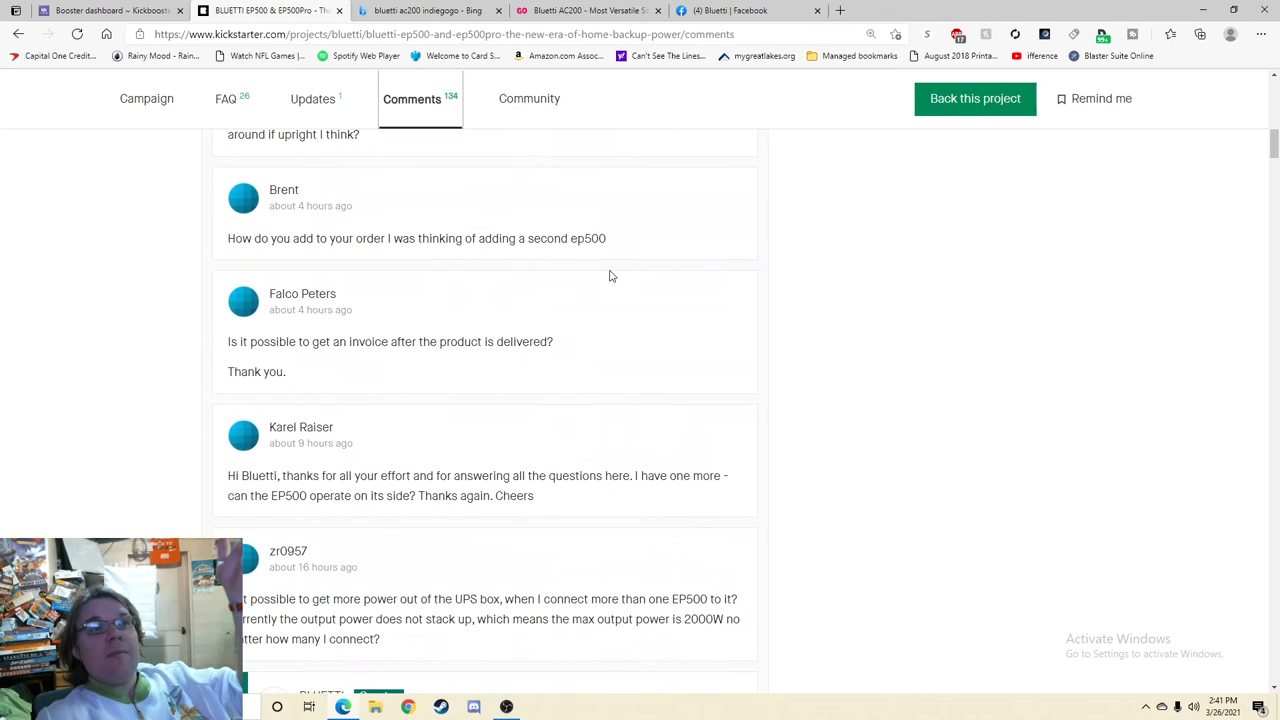 BLUETTI EP500 & EP500Pro - The
Booster dashboard — Kickbooste
bluetti ac200 indiegogo - Bing
Bluetti AC200 - Most Versatile Sc
(4) Bluetti | Facebook
https://www.kickstarter.com/projects/bluetti/bluetti-ep500-and-ep500pro-the-new-era-of-home-backup-power/comments
Capital One Credit...
Rainy Mood - Rain...
Watch VFL Games |...
Spotify Web Player
Welcome to Card S...
Amazon.com Assoc...
Can't See The Lines...
mygreatlakes.org
Managed bookmarks
August 2018 Printa...
ifference
Blaster Suite Online
Campaign
FAQ 26
Updates 1
Comments 134
Community
Back this project
Remind me
around if upright I think?
Brent
about 4 hours ago
How do you add to your order I was thinking of adding a second ep500
Falco Peters
about 4 hours ago
Is it possible to get an invoice after the product is delivered?
Thank you.
Karel Raiser
about 9 hours ago
Hi Bluetti, thanks for all your effort and for answering all the questions here. I have one more -
can the EP500 operate on its side? Thanks again. Cheers
zr0957
about 16 hours ago
t possible to get more power out of the UPS box, when I connect more than one EP500 to it?
rrently the output power does not stack up, which means the max output power is 2000W no
tter how many I connect?
Activate Windows
Go to Settings to activate Windows.
2:41 PM
3/26/2021